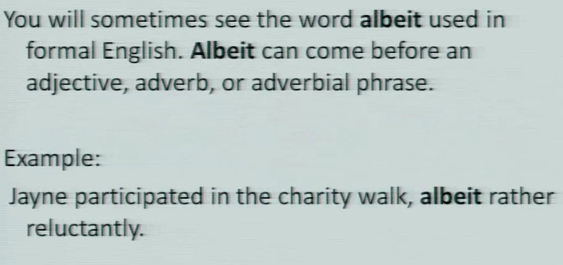 You will sometimes see the word albeit used in
formal English. Albeit can come before an
adjective, adverb, or adverbial phrase.
Example:
Jayne participated in the charity walk, albeit rather
reluctantly.